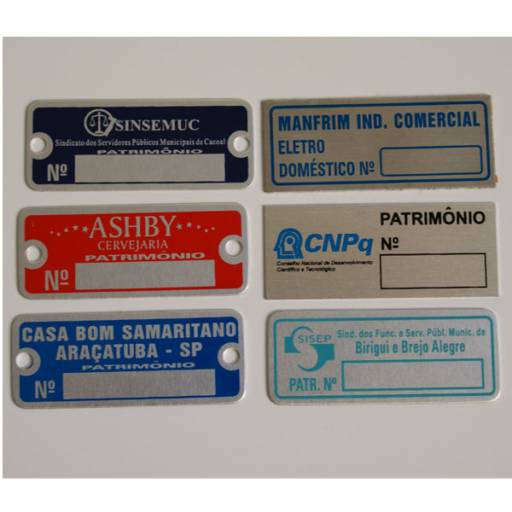 SINSEMUC
Sindicato dos Servidores Públicos Municipais de Cacoal
PATRIMÔNIO
Nº
MANFRIM IND. COMERCIAL
ELETRO
DOMÉSTICO Nº
ASHBY
CERVEJARIA
PATRIMÔNIO
Nº
PATRIMÔNIO
CNPq
Nº
Conselho Nacional de Desenvolvimento
Científico e Tecnológico
CASA BOM SAMARITANO
ARAÇATUBA - SP
PATRIMÔNIO
Nº
SISEP
Sind. dos Func. e Serv. Públ. Munic. de
Birigui e Brejo Alegre
PATR. Nº